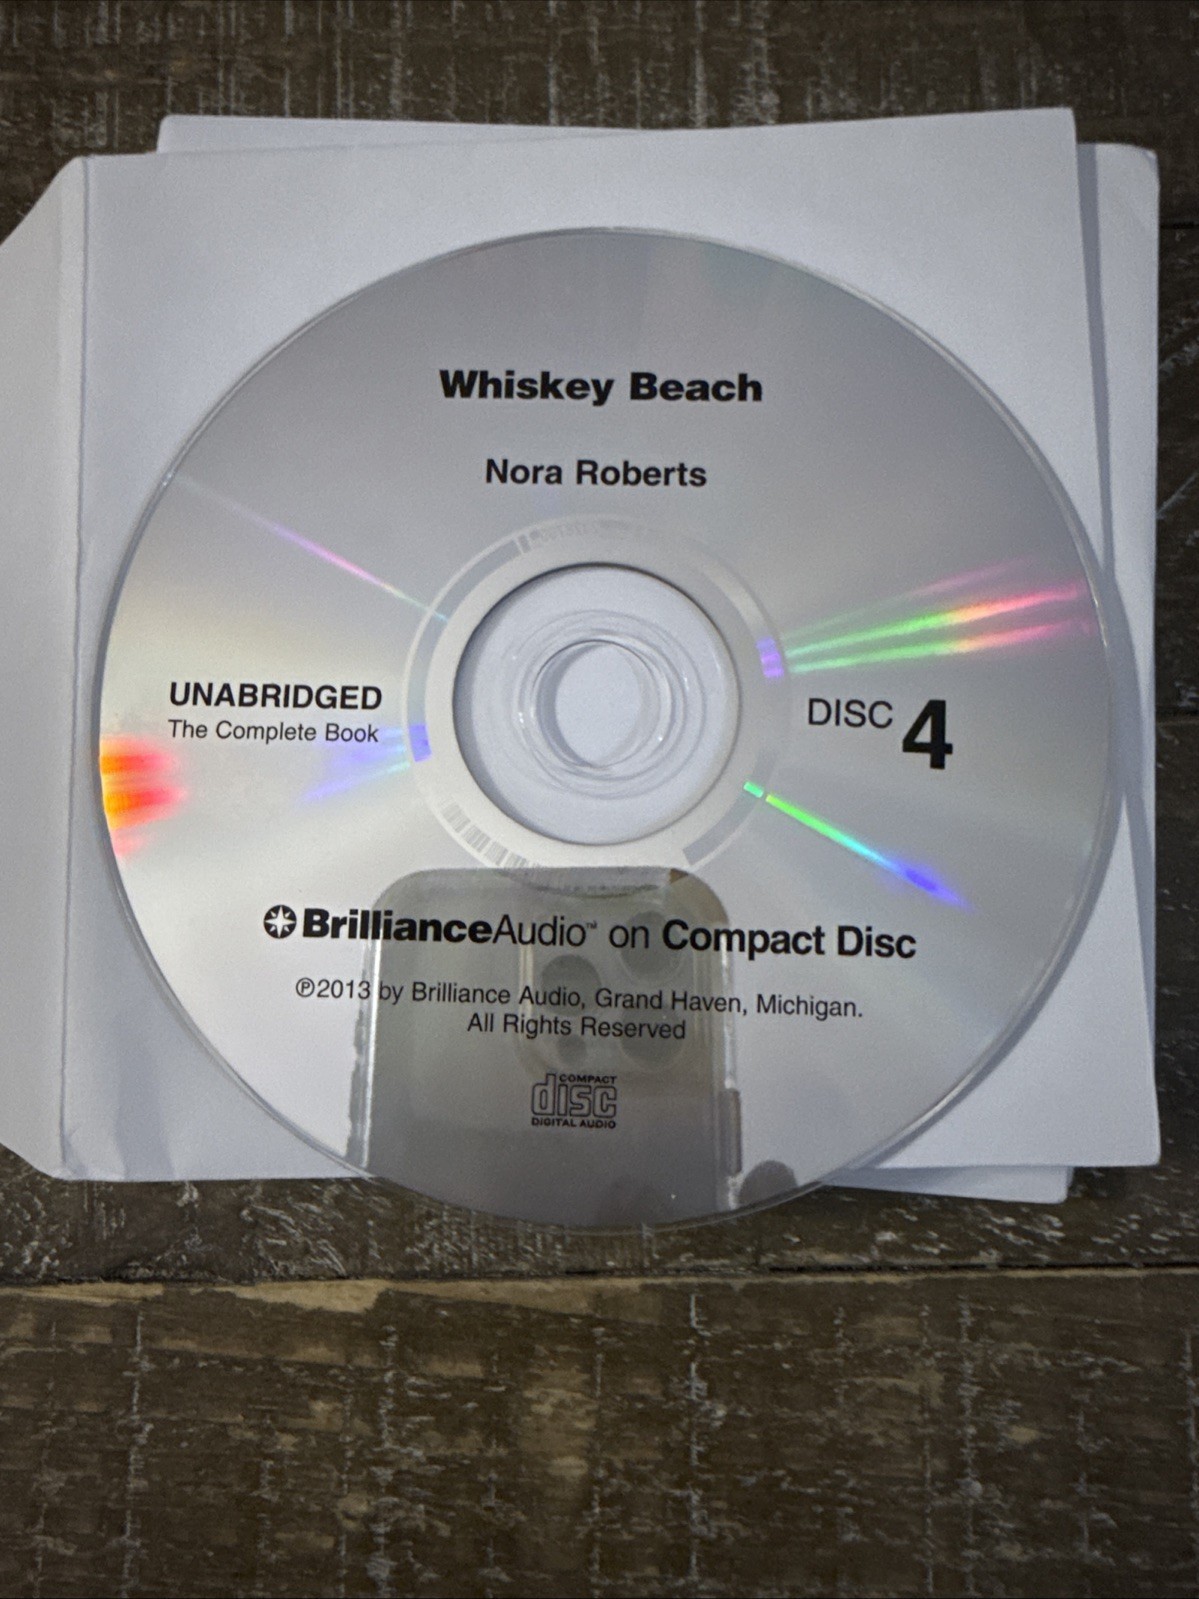 Whiskey Beach
Nora Roberts
UNABRIDGED
The Complete Book
DISC 4
BrillianceAudio™ on Compact Disc
℗2013 by Brilliance Audio, Grand Haven, Michigan.
All Rights Reserved
COMPACT
disc
DIGITAL AUDIO